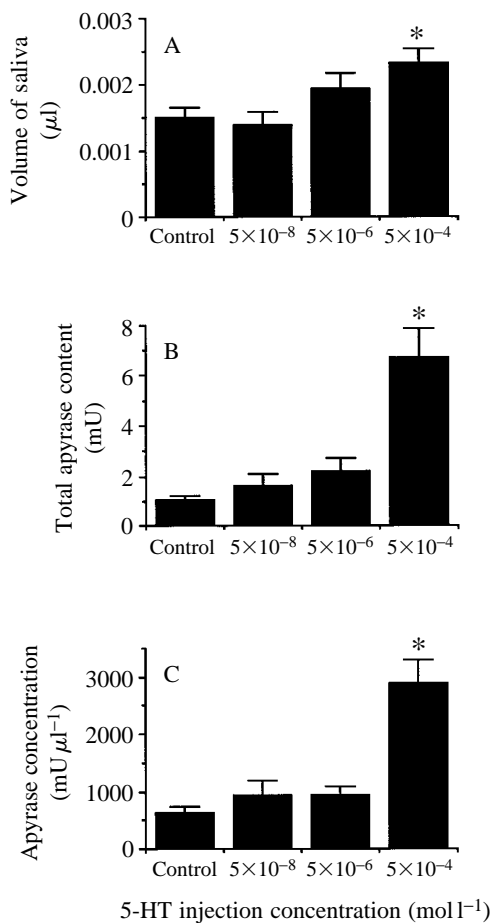 A
*
Volume of saliva
(μl)
0.003
0.002
0.001
0
Control 5×10⁻⁸ 5×10⁻⁶ 5×10⁻⁴
B
*
Total apyrase content
(mU)
8
6
4
2
0
Control 5×10⁻⁸ 5×10⁻⁶ 5×10⁻⁴
C
*
Apyrase concentration
(mU μl⁻¹)
3000
2000
1000
0
Control 5×10⁻⁸ 5×10⁻⁶ 5×10⁻⁴
5-HT injection concentration (mol l⁻¹)